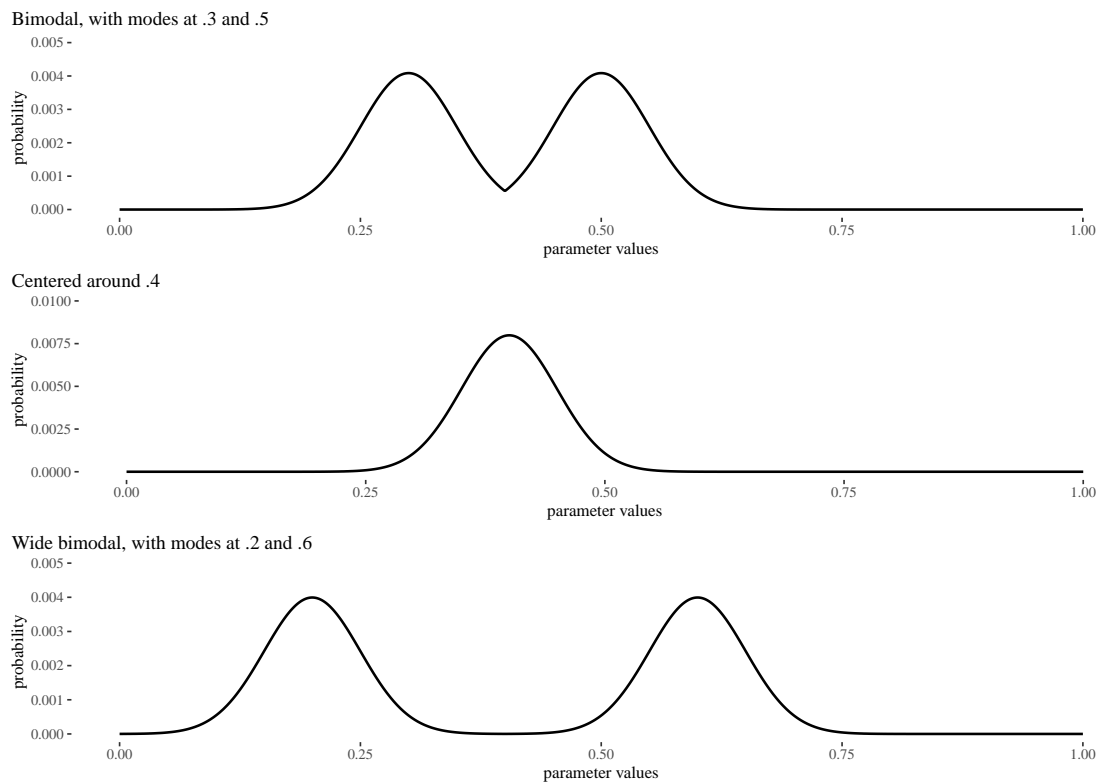 Bimodal, with modes at .3 and .5
0.005
0.004
0.003
0.002
0.001
0.000
probability
0.00 0.25 0.50 0.75 1.00
parameter values
Centered around .4
0.0100
0.0075
0.0050
0.0025
0.0000
probability
0.00 0.25 0.50 0.75 1.00
parameter values
Wide bimodal, with modes at .2 and .6
0.005
0.004
0.003
0.002
0.001
0.000
probability
0.00 0.25 0.50 0.75 1.00
parameter values